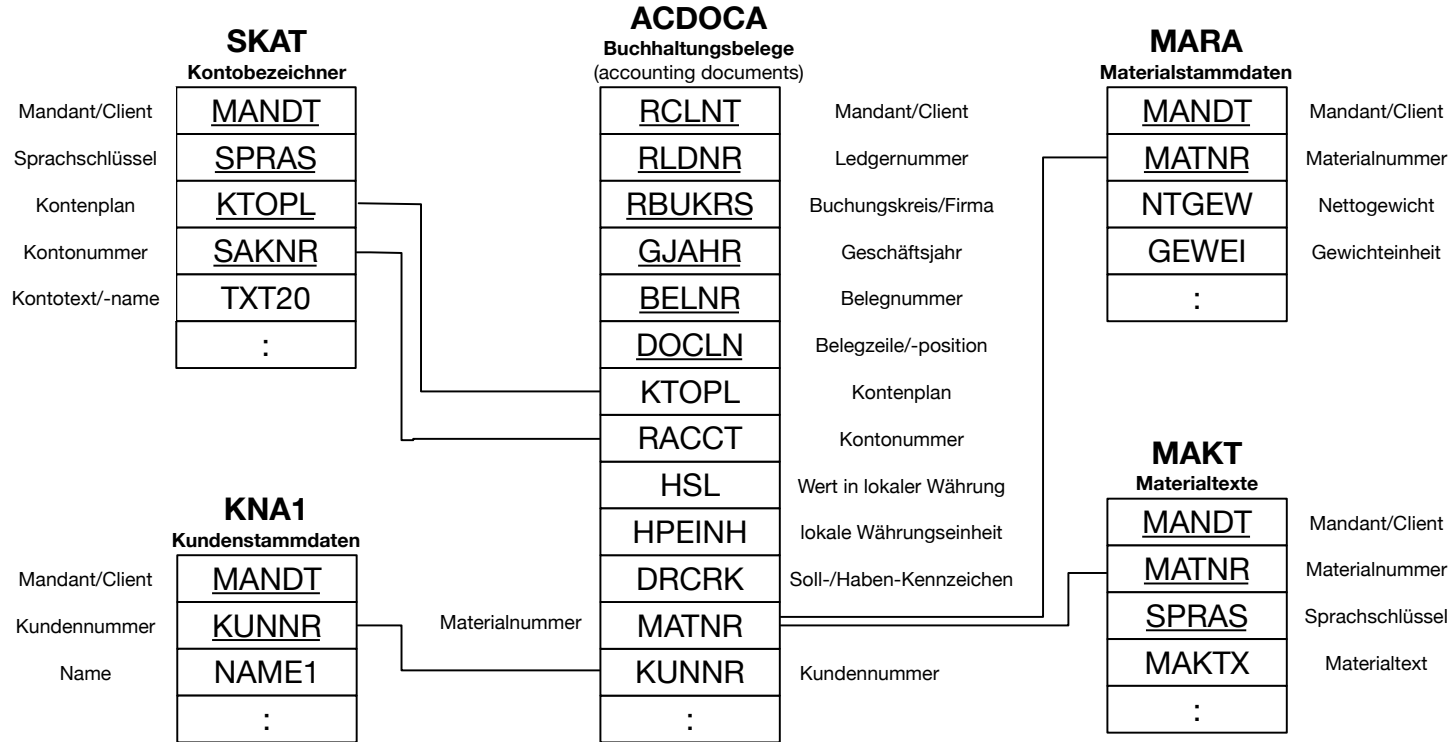 SKAT
Kontobezeichner
Mandant/Client MANDT
Sprachschlüssel SPRAS
Kontenplan KTOPL
Kontonummer SAKNR
Kontotext/-name TXT20
:
KNA1
Kundenstammdaten
Mandant/Client MANDT
Kundennummer KUNNR
Name NAME1
:
ACDOCA
Buchhaltungsbelege
(accounting documents)
RCLNT Mandant/Client
RLDNR Ledgernummer
RBUKRS Buchungskreis/Firma
GJAHR Geschäftsjahr
BELNR Belegnummer
DOCLN Belegzeile/-position
KTOPL Kontenplan
RACCT Kontonummer
HSL Wert in lokaler Währung
HPEINH lokale Währungseinheit
DRCRK Soll-/Haben-Kennzeichen
Materialnummer MATNR
KUNNR Kundennummer
:
MARA
Materialstammdaten
MANDT Mandant/Client
MATNR Materialnummer
NTGEW Nettogewicht
GEWEI Gewichteinheit
:
MAKT
Materialtexte
MANDT Mandant/Client
MATNR Materialnummer
SPRAS Sprachschlüssel
MAKTX Materialtext
: